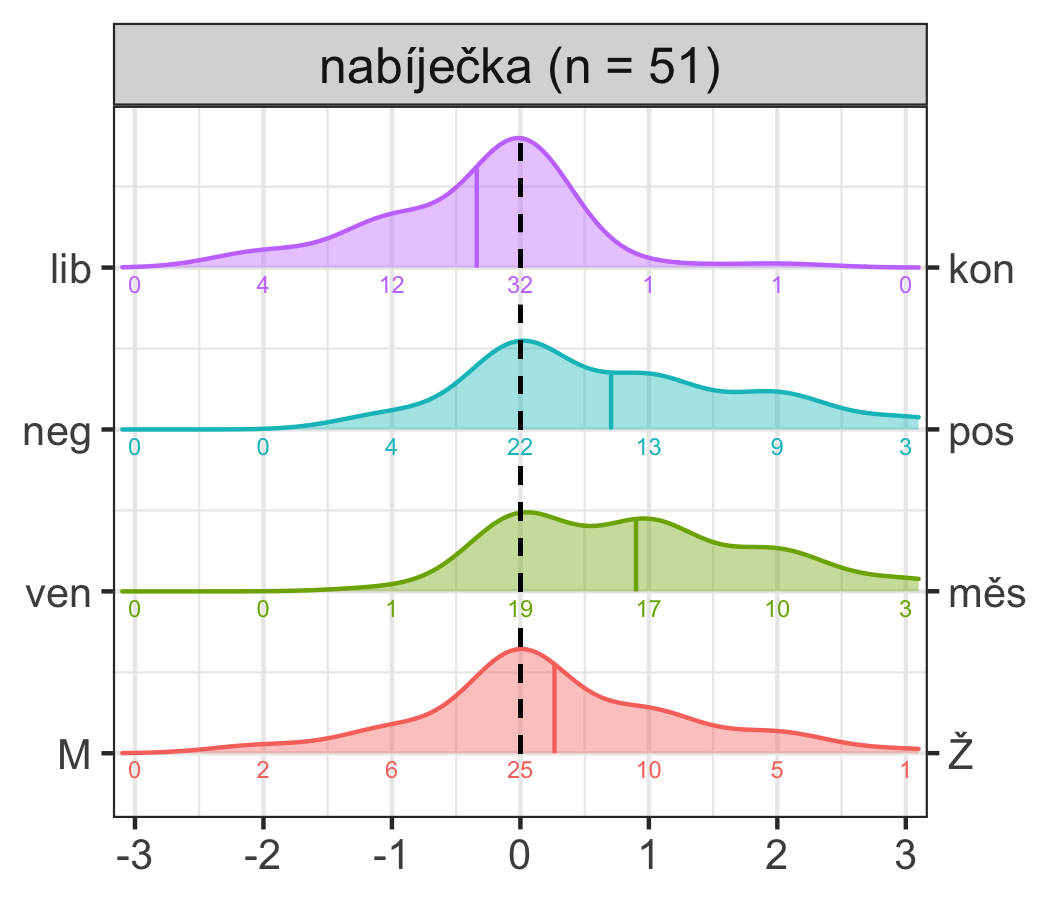 nabíječka (n = 51)
lib kon
0 4 12 32 1 1 0
neg pos
0 0 4 22 13 9 3
ven měs
0 0 1 19 17 10 3
M Ž
0 2 6 25 10 5 1
-3 -2 -1 0 1 2 3